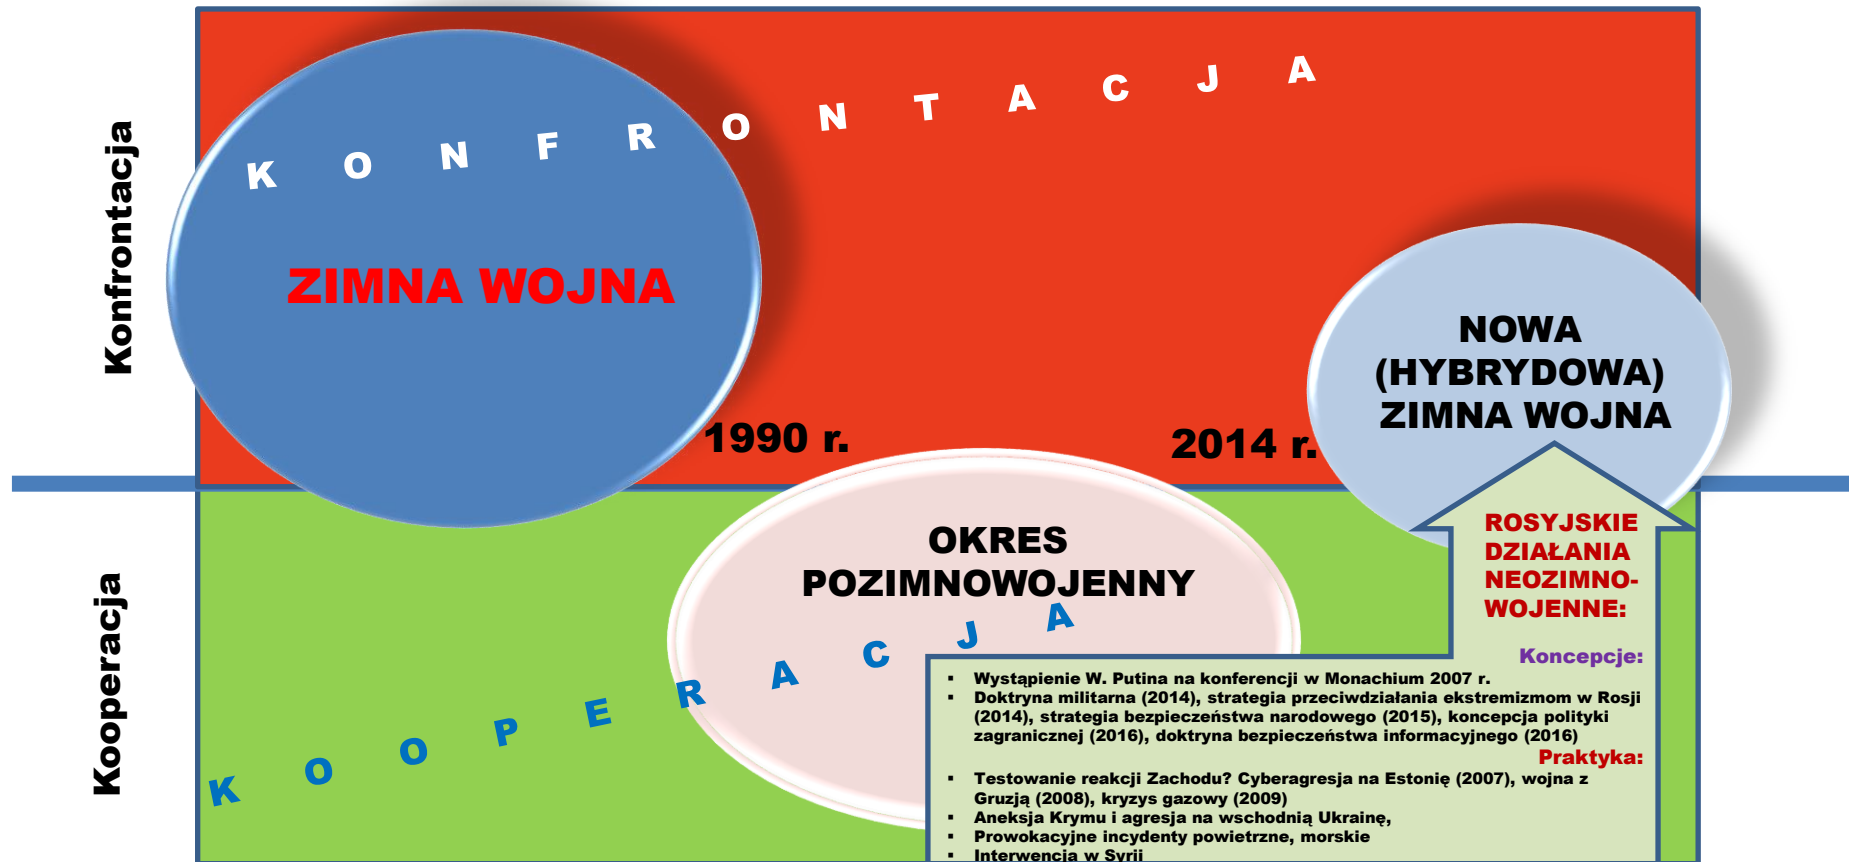 Konfrontacja
K O N F R O N T A C J A
ZIMNA WOJNA
NOWA
(HYBRYDOWA)
ZIMNA WOJNA
1990 r.
2014 r.
Kooperacja
OKRES
POZIMNOWOJENNY
K O O P E R A C J A
ROSYJSKIE
DZIAŁANIA
NEOZIMNO-
WOJENNE:
Koncepcje:
▪ Wystąpienie W. Putina na konferencji w Monachium 2007 r.
▪ Doktryna militarna (2014), strategia przeciwdziałania ekstremizmom w Rosji
(2014), strategia bezpieczeństwa narodowego (2015), koncepcja polityki
zagranicznej (2016), doktryna bezpieczeństwa informacyjnego (2016)
Praktyka:
▪ Testowanie reakcji Zachodu? Cyberagresja na Estonię (2007), wojna z
Gruzją (2008), kryzys gazowy (2009)
▪ Aneksja Krymu i agresja na wschodnią Ukrainę,
▪ Prowokacyjne incydenty powietrzne, morskie
▪ Interwencja w Syrii